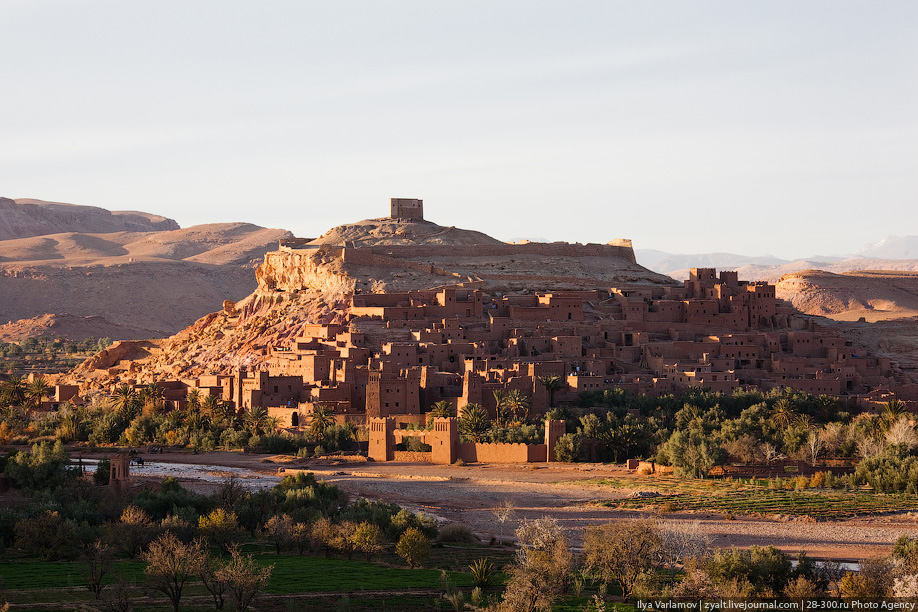 Ilya Varlamov | zyalt.livejournal.com | 28-300.ru Photo Agency